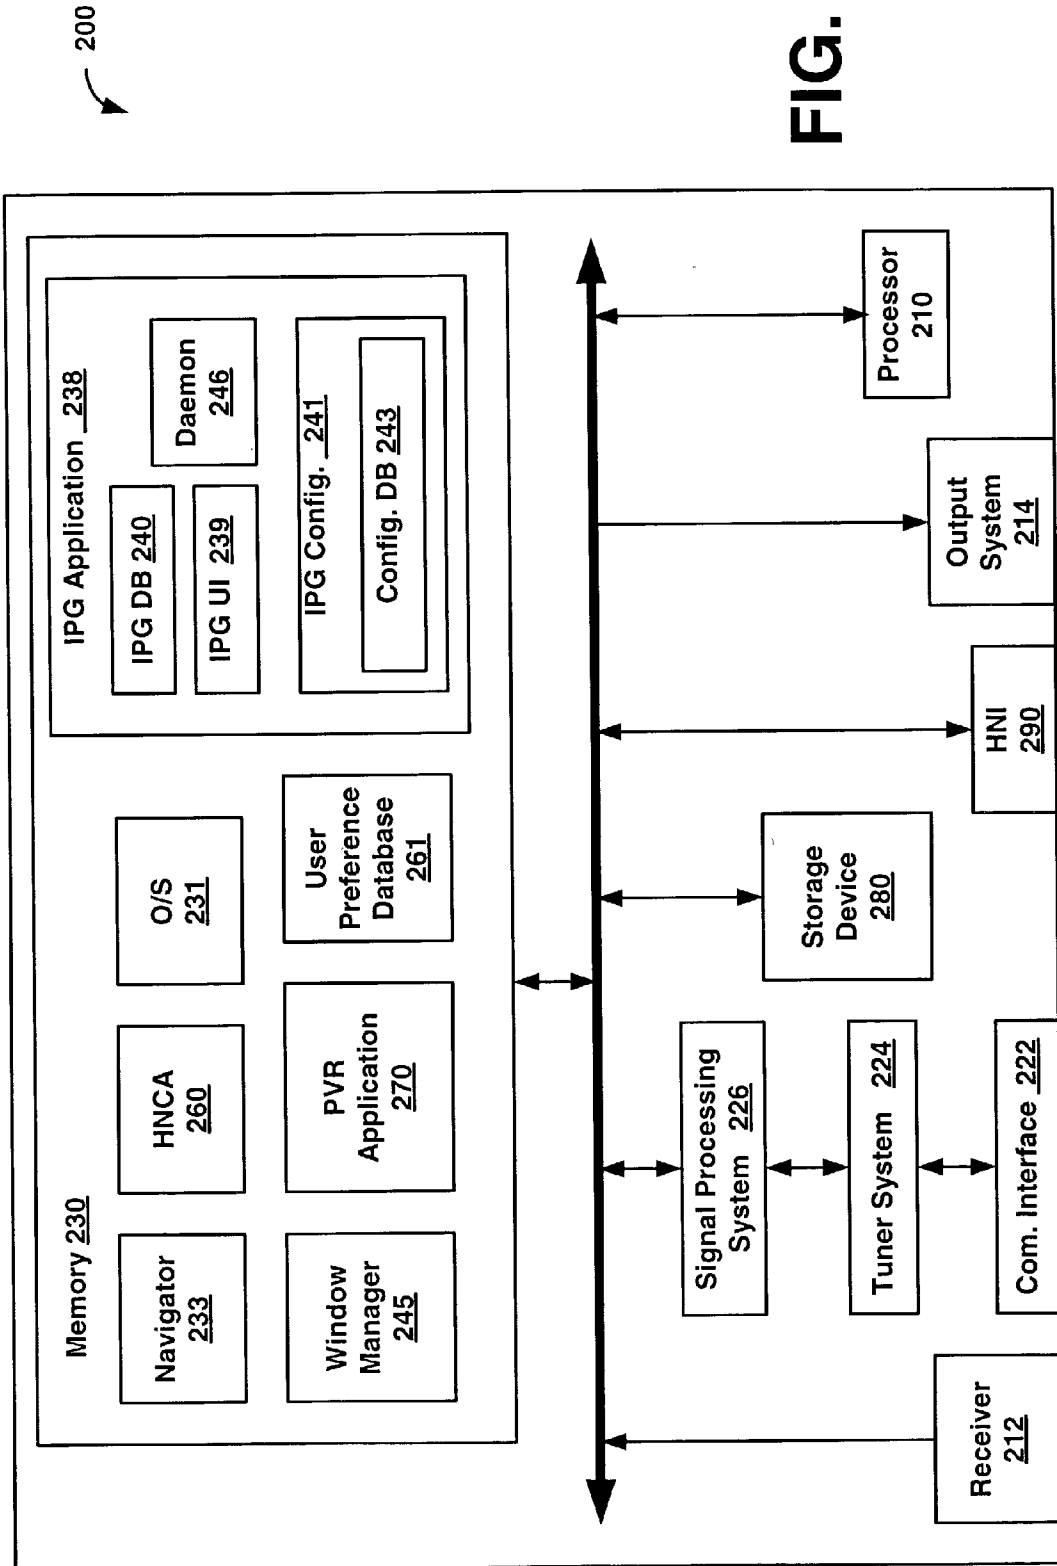 200
Memory 230
Navigator
233
HNCA
260
O/S
231
Window
Manager
245
PVR
Application
270
User
Preference
Database
261
IPG Application 238
IPG DB 240
IPG UI 239
Daemon
246
IPG Config. 241
Config. DB 243
Receiver
212
Signal Processing
System 226
Tuner System 224
Com. Interface 222
Storage
Device
280
HNI
290
Output
System
214
Processor
210
FIG.